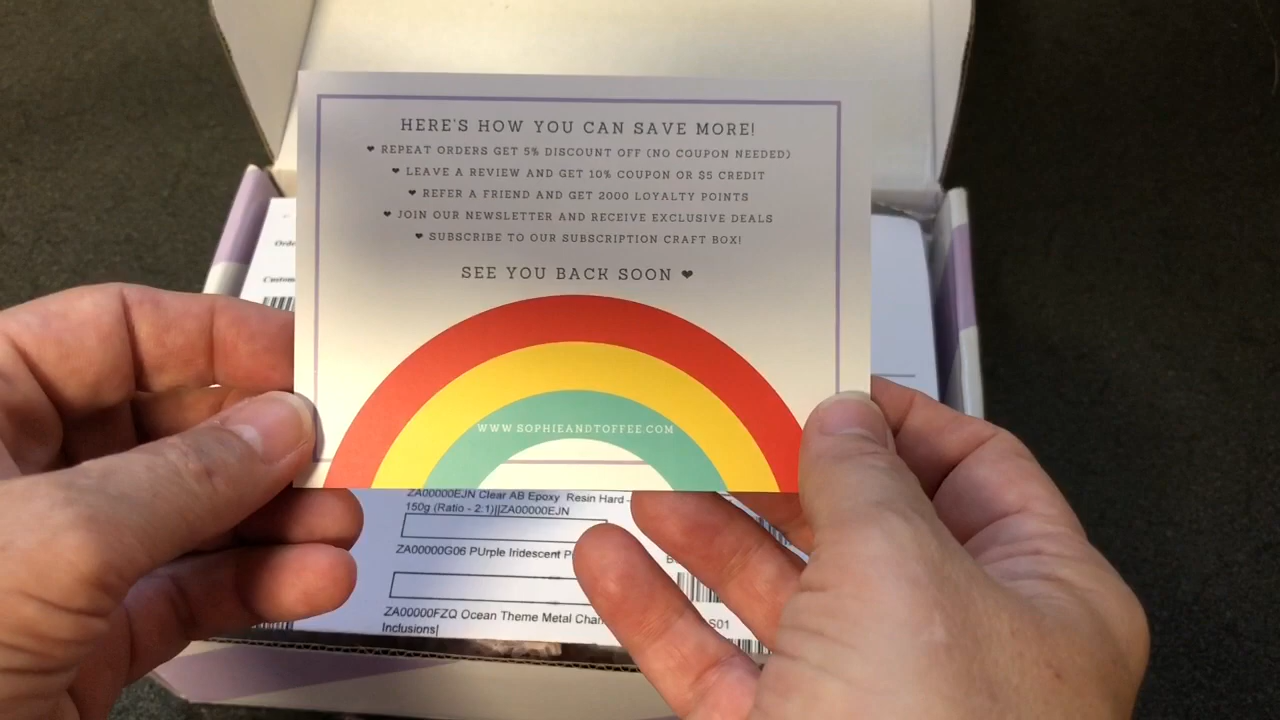 HERE'S HOW YOU CAN SAVE MORE!
❤ REPEAT ORDERS GET 5% DISCOUNT OFF (NO COUPON NEEDED)
❤ LEAVE A REVIEW AND GET 10% COUPON OR $5 CREDIT
❤ REFER A FRIEND AND GET 2000 LOYALTY POINTS
❤ JOIN OUR NEWSLETTER AND RECEIVE EXCLUSIVE DEALS
❤ SUBSCRIBE TO OUR SUBSCRIPTION CRAFT BOX!
SEE YOU BACK SOON ❤
WWW.SOPHIEANDTOFFEE.COM
ZA00000EJN Clear AB Epoxy Resin Hard -
150g (Ratio - 2:1)||ZA00000EJN
ZA00000G06 PUrple Iridescent
ZA00000FZQ Ocean Theme Metal
Inclusions|
S01